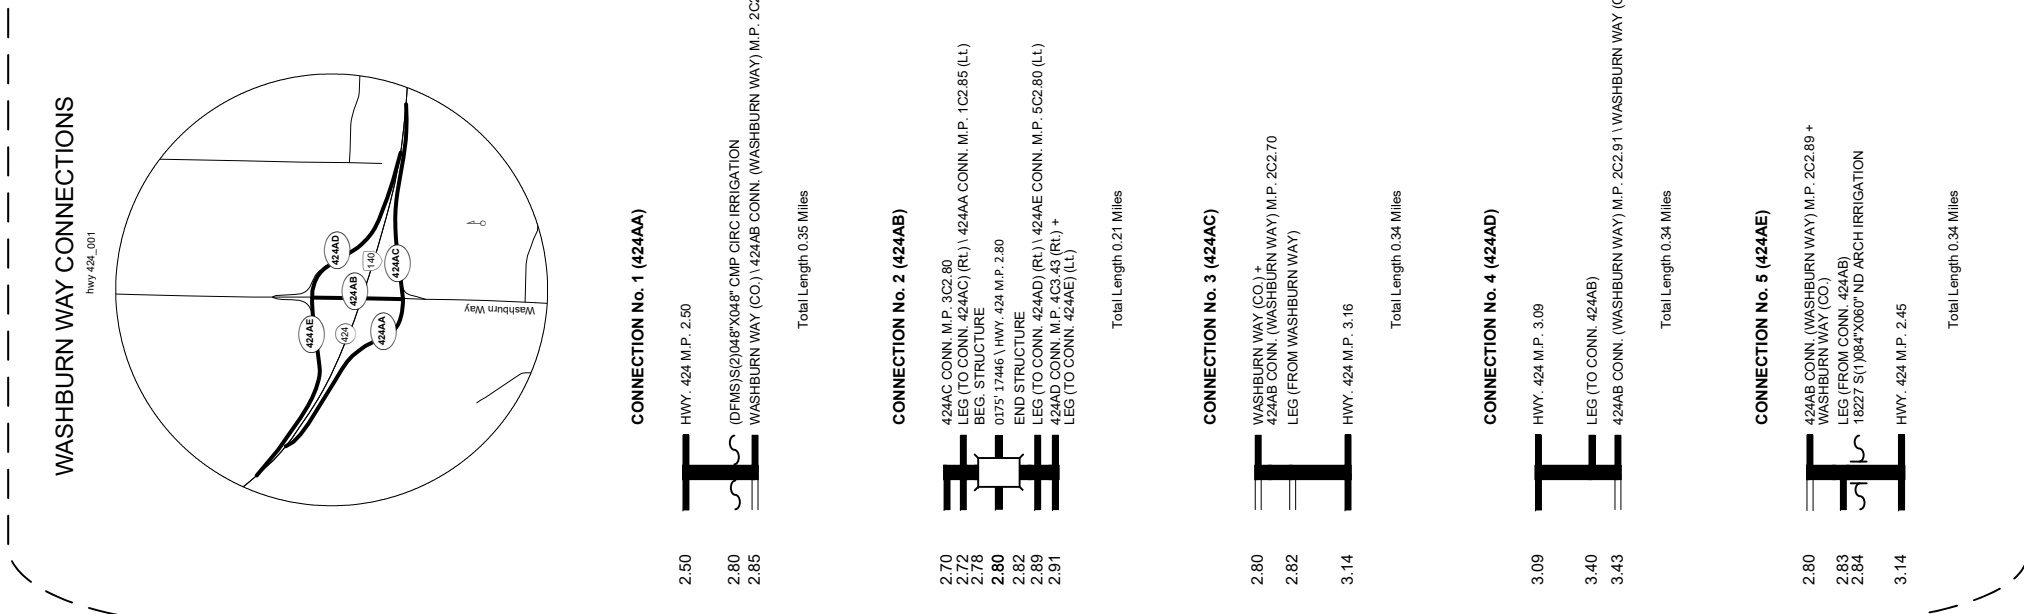 WASHBURN WAY CONNECTIONS
hwy 424_001
424AD
140
424AC
424AB
Washburn Way
424AE
424
424AA
CONNECTION No. 1 (424AA)
2.50 HWY. 424 M.P. 2.50
2.80 (DFMS)S(2)048"X048" CMP CIRC IRRIGATION
2.85 WASHBURN WAY (CO.) \ 424AB CONN. (WASHBURN WAY) M.P.
Total Length 0.35 Miles
CONNECTION No. 2 (424AB)
2.70 424AC CONN. M.P. 3C2.80
2.72 LEG (TO CONN. 424AC) (Rt.) \ 424AA CONN. M.P. 1C2.85 (Lt.)
2.78 BEG. STRUCTURE
2.80 0175' 17446 \ HWY. 424 M.P. 2.80
2.82 END STRUCTURE
2.89 LEG (TO CONN. 424AD) (Rt.) \ 424AE CONN. M.P. 5C2.80 (Lt.)
2.91 424AD CONN. M.P. 4C3.43 (Rt.) +
LEG (TO CONN. 424AE) (Lt.)
Total Length 0.21 Miles
CONNECTION No. 3 (424AC)
2.80 WASHBURN WAY (CO.) +
424AB CONN. (WASHBURN WAY) M.P. 2C2.70
2.82 LEG (FROM WASHBURN WAY)
3.14 HWY. 424 M.P. 3.16
Total Length 0.34 Miles
CONNECTION No. 4 (424AD)
3.09 HWY. 424 M.P. 3.09
3.40 LEG (TO CONN. 424AB)
3.43 424AB CONN. (WASHBURN WAY) M.P. 2C2.91 \ WASHBURN WAY
Total Length 0.34 Miles
CONNECTION No. 5 (424AE)
2.80 424AB CONN. (WASHBURN WAY) M.P. 2C2.89 +
WASHBURN WAY (CO.)
2.83 LEG (FROM CONN. 424AB)
2.84 18227 S(1)084"X060" ND ARCH IRRIGATION
3.14 HWY. 424 M.P. 2.45
Total Length 0.34 Miles